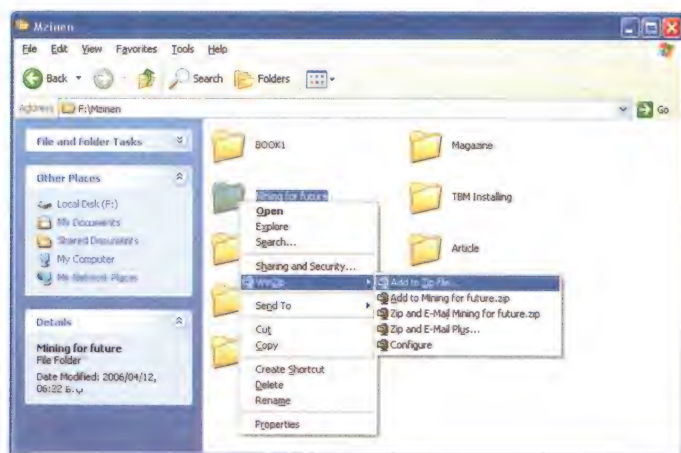 Mzinen
File Edit View Favorites Tools Help
Back Search Folders
Address F:\Mzinen Go
File and Folder Tasks
Other Places
Local Disk (F:)
My Documents
Shared Documents
My Computer
My Network Places
Details
Mining for future
File Folder
Date Modified: 2006/04/12,
06:22 ب.ظ
BOOK1
Magazine
Mining for future
TBM Installing
Article
Open
Explore
Search...
Sharing and Security...
WinZip
Send To
Cut
Copy
Create Shortcut
Delete
Rename
Properties
Add to Zip file...
Add to Mining for future.zip
Zip and E-Mail Mining for future.zip
Zip and E-Mail Plus...
Configure